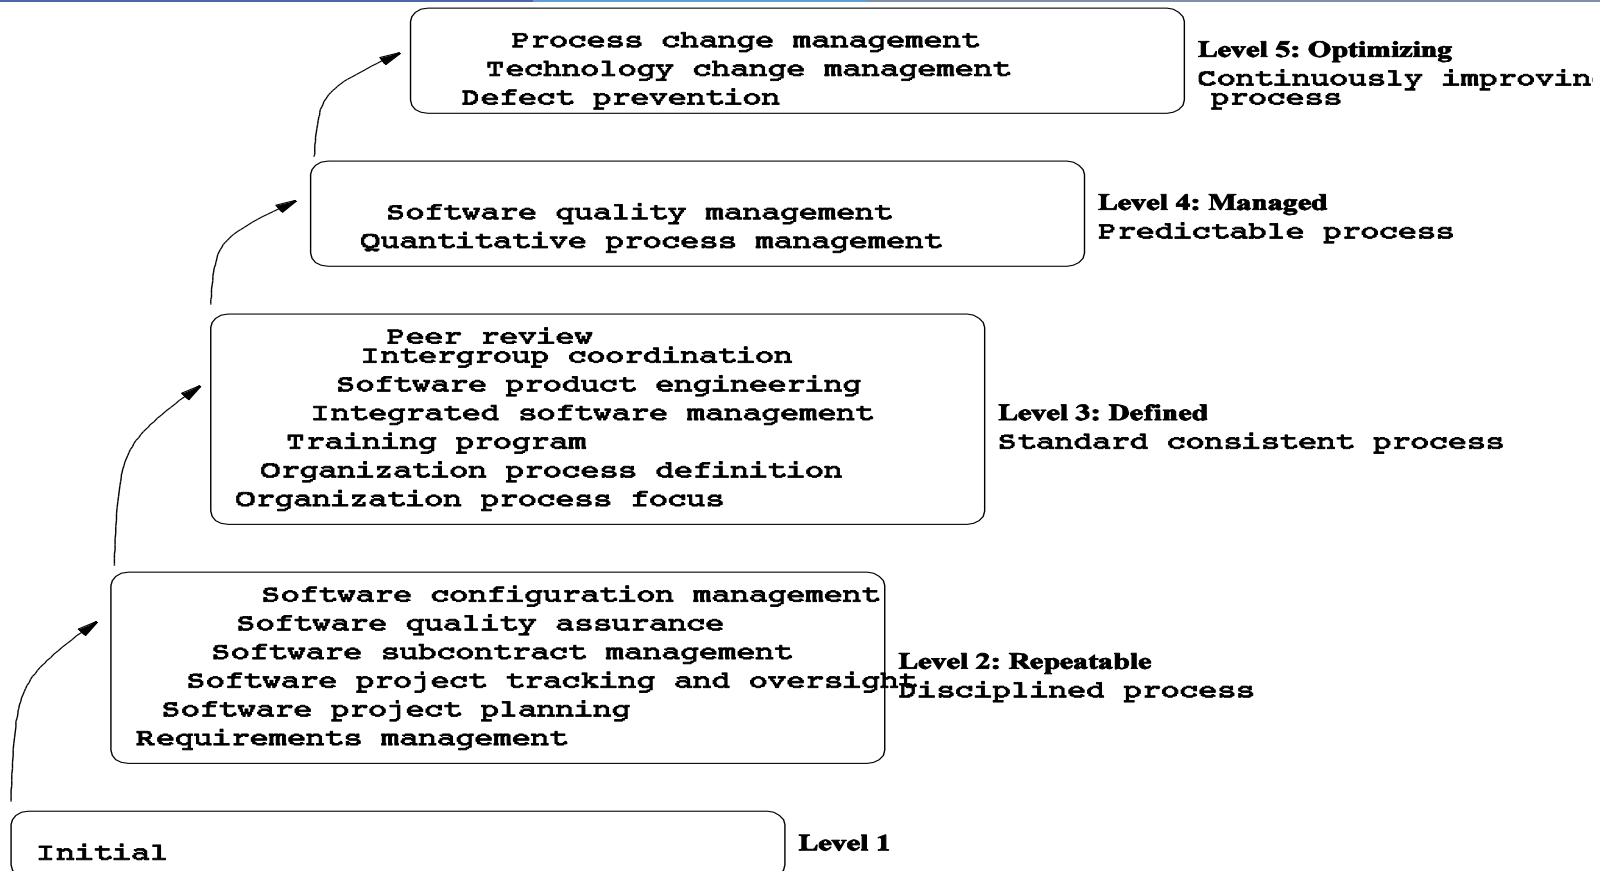 Process change management
Technology change management
Defect prevention
Level 5: Optimizing
Continuously improvin
process
Software quality management
Quantitative process management
Level 4: Managed
Predictable process
Peer review
Intergroup coordination
Software product engineering
Integrated software management
Training program
Organization process definition
Organization process focus
Level 3: Defined
Standard consistent process
Software configuration management
Software quality assurance
Software subcontract management
Software project tracking and oversight
Software project planning
Requirements management
Level 2: Repeatable
Disciplined process
Initial
Level 1